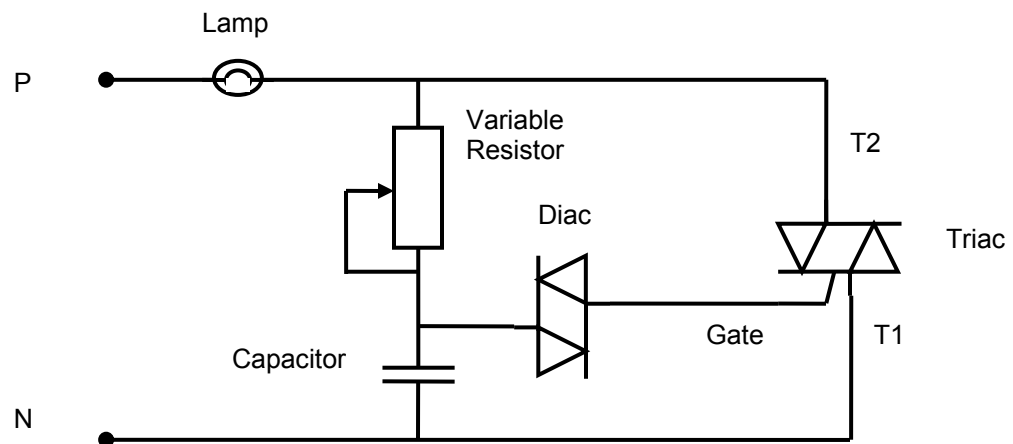 Lamp
P
Variable
Resistor
T2
Diac
Triac
Gate
T1
Capacitor
N